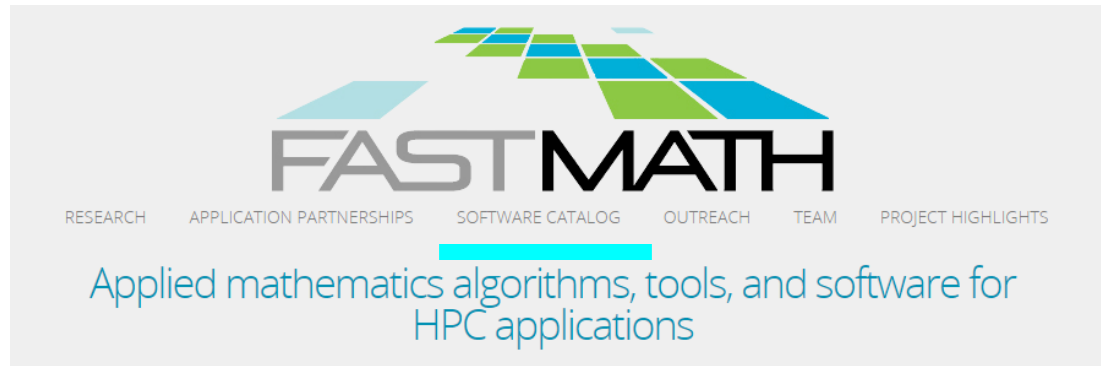 FASTMATH
RESEARCH APPLICATION PARTNERSHIPS SOFTWARE CATALOG OUTREACH TEAM PROJECT HIGHLIGHTS
Applied mathematics algorithms, tools, and software for
HPC applications